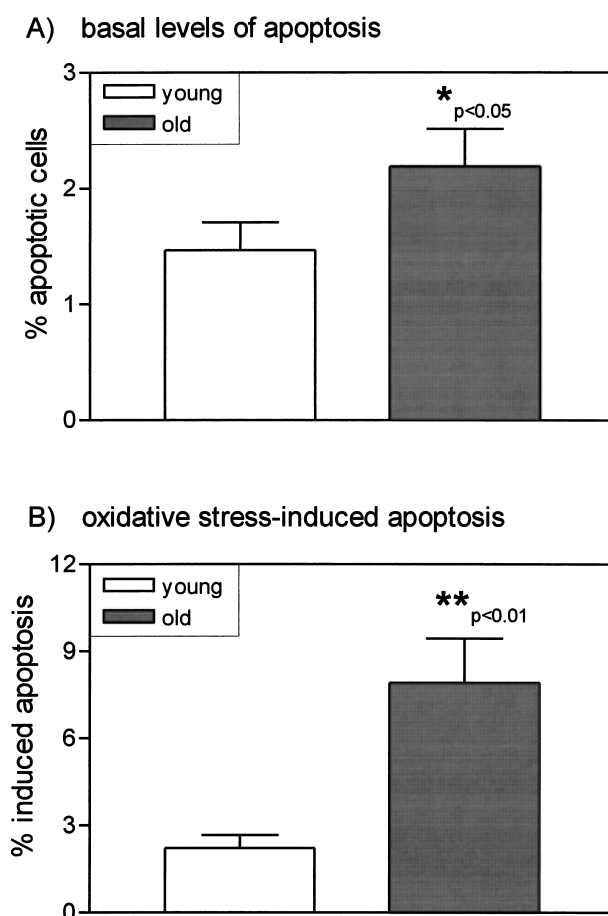 A) basal levels of apoptosis
3
young
old
*
p<0.05
2
1
0
% apoptotic cells
B) oxidative stress-induced apoptosis
12
young
old
**
p<0.01
9
6
3
0
% induced apoptosis